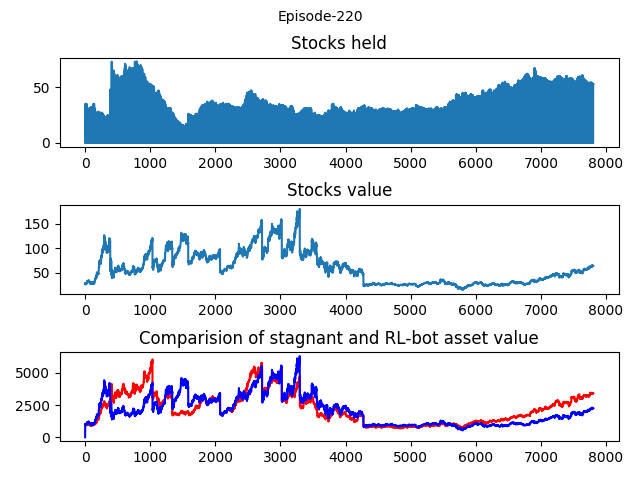 Episode-220
Stocks held
50
0
0 1000 2000 3000 4000 5000 6000 7000 8000
Stocks value
150
100
50
0 1000 2000 3000 4000 5000 6000 7000 8000
Comparision of stagnant and RL-bot asset value
5000
2500
0
0 1000 2000 3000 4000 5000 6000 7000 8000